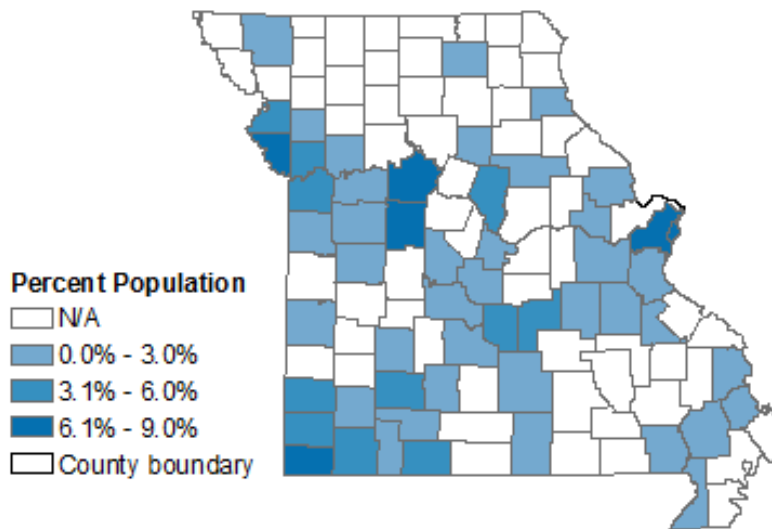 Percent Population
N/A
0.0% - 3.0%
3.1% - 6.0%
6.1% - 9.0%
County boundary